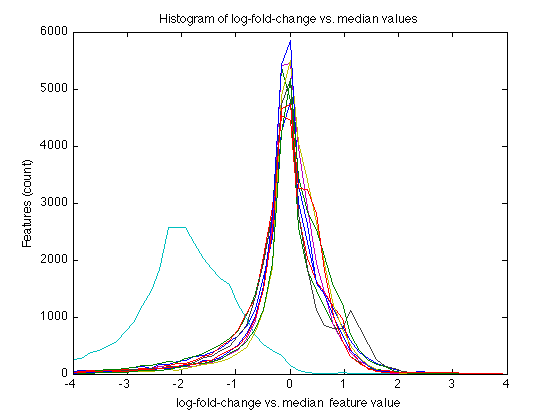 Histogram of log-fold-change vs. median values
6000
5000
4000
3000
2000
1000
0
Features (count)
-4 -3 -2 -1 0 1 2 3 4
log-fold-change vs. median feature value